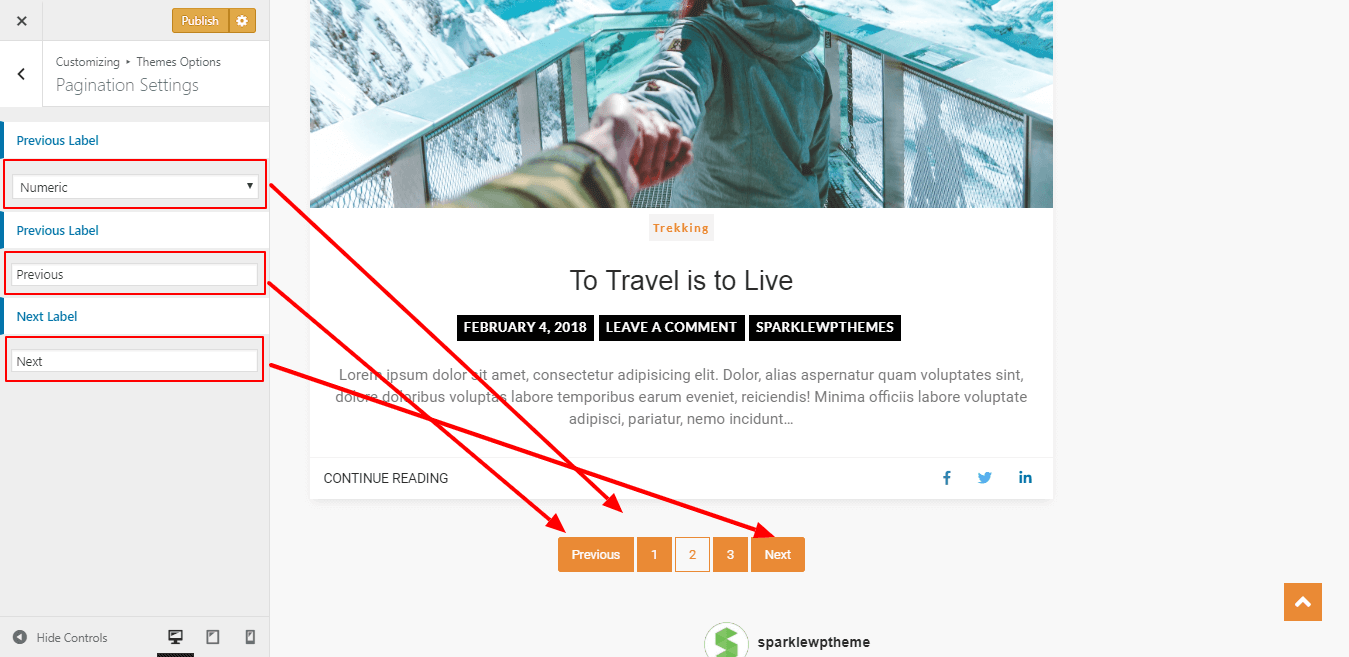 Publish
Customizing ▸ Themes Options
Pagination Settings
Previous Label
Numeric
Previous Label
Previous
Next Label
Next
Hide Controls
Trekking
To Travel is to Live
FEBRUARY 4, 2018 LEAVE A COMMENT SPARKLEWPTHEMES
Lorem ipsum dolor sit amet, consectetur adipisicing elit. Dolor, alias aspernatur quam voluptates sint,
dolore doloribus voluptas labore temporibus earum eveniet, reiciendis! Minima officiis labore voluptate
adipisci, pariatur, nemo incidunt...
CONTINUE READING
Previous 1 2 3 Next
sparklewptheme